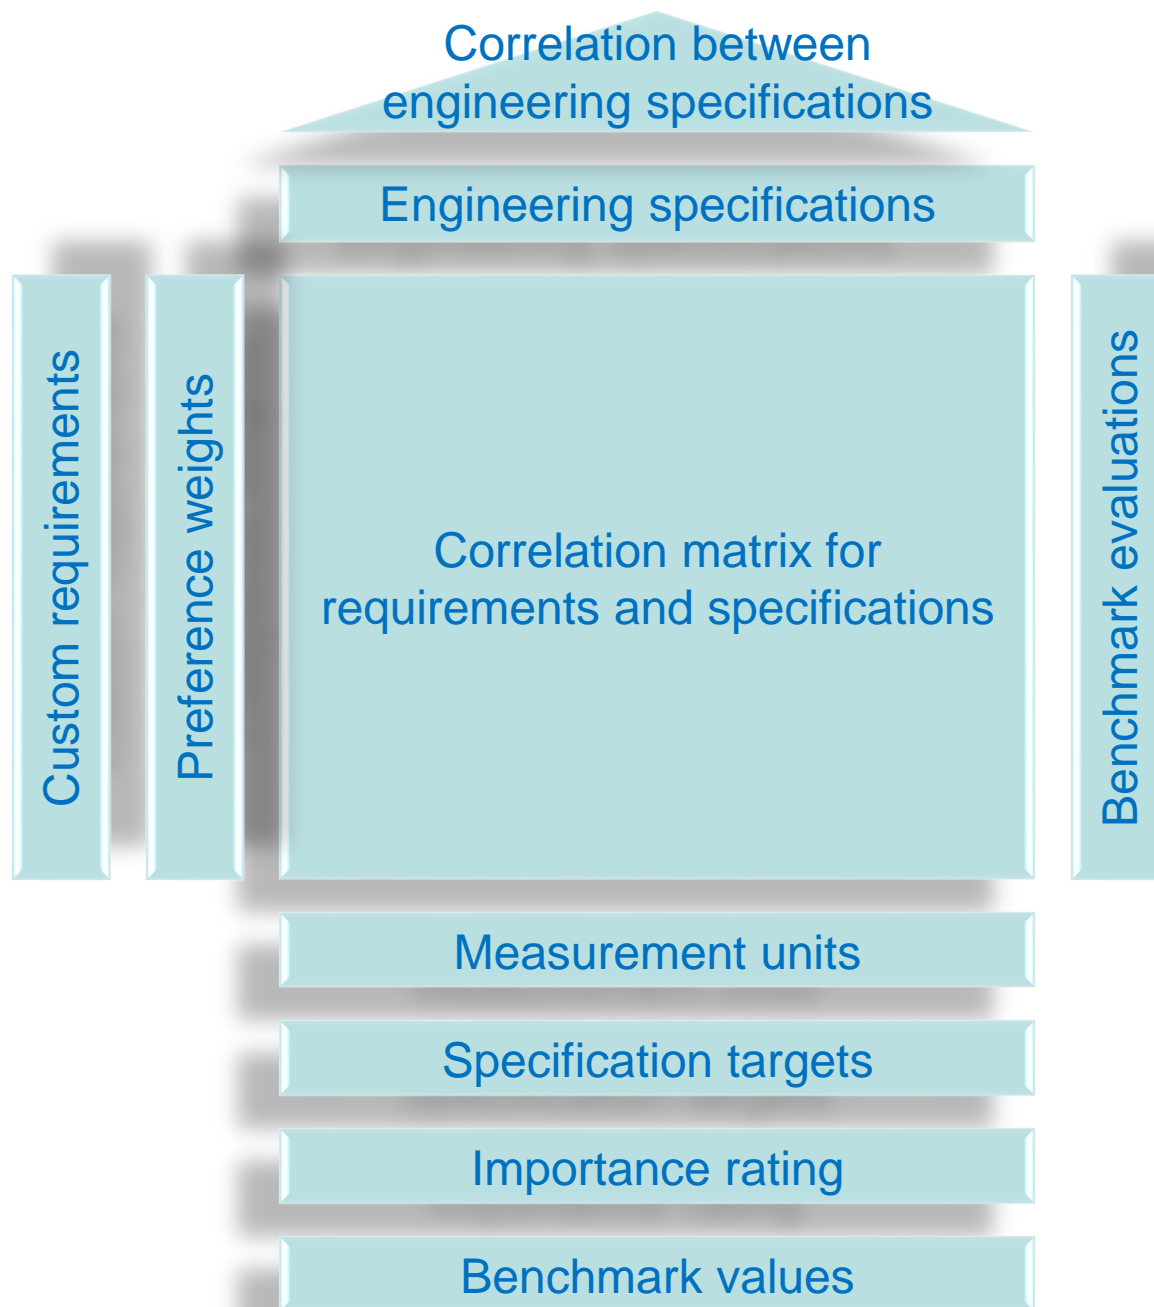 Correlation between
engineering specifications
Engineering specifications
Custom requirements
Preference weights
Correlation matrix for
requirements and specifications
Benchmark evaluations
Measurement units
Specification targets
Importance rating
Benchmark values